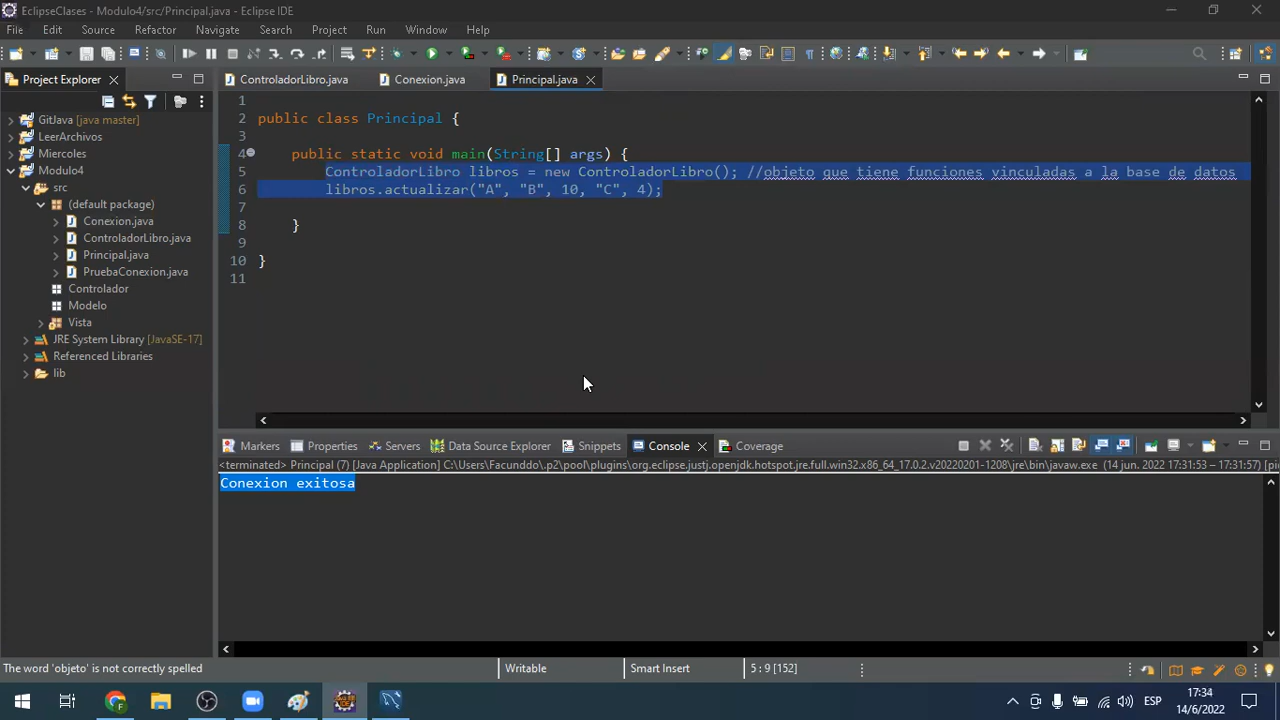 EclipseClases - Modulo4/src/Principal.java - Eclipse IDE
File Edit Source Refactor Navigate Search Project Run Window Help
Project Explorer
GitJava [java master]
LeerArchivos
Miercoles
Modulo4
src
(default package)
Conexion.java
ControladorLibro.java
Principal.java
PruebaConexion.java
Controlador
Modelo
Vista
JRE System Library [JavaSE-17]
Referenced Libraries
lib
ControladorLibro.java Conexion.java Principal.java
1
2 public class Principal {
3
4 public static void main(String[] args) {
5 ControladorLibro libros = new ControladorLibro(); //objeto que tiene funciones vinculadas a la base de datos
6 libros.actualizar("A", "B", 10, "C", 4);
7
8 }
9
10 }
11
Markers Properties Servers Data Source Explorer Snippets Console Coverage
<terminated> Principal (7) [Java Application] C:\Users\Facunddo\.p2\pool\plugins\org.eclipse.justj.openjdk.hotspot.jre.full.win32.x86_64_17.0.2.v20220201-1208\jre\bin\javaw.exe (14 jun. 2022 17:31:53 – 17:31:57) [pi
Conexion exitosa
The word 'objeto' is not correctly spelled Writable Smart Insert 5 : 9 [152]
ESP 17:34
14/6/2022